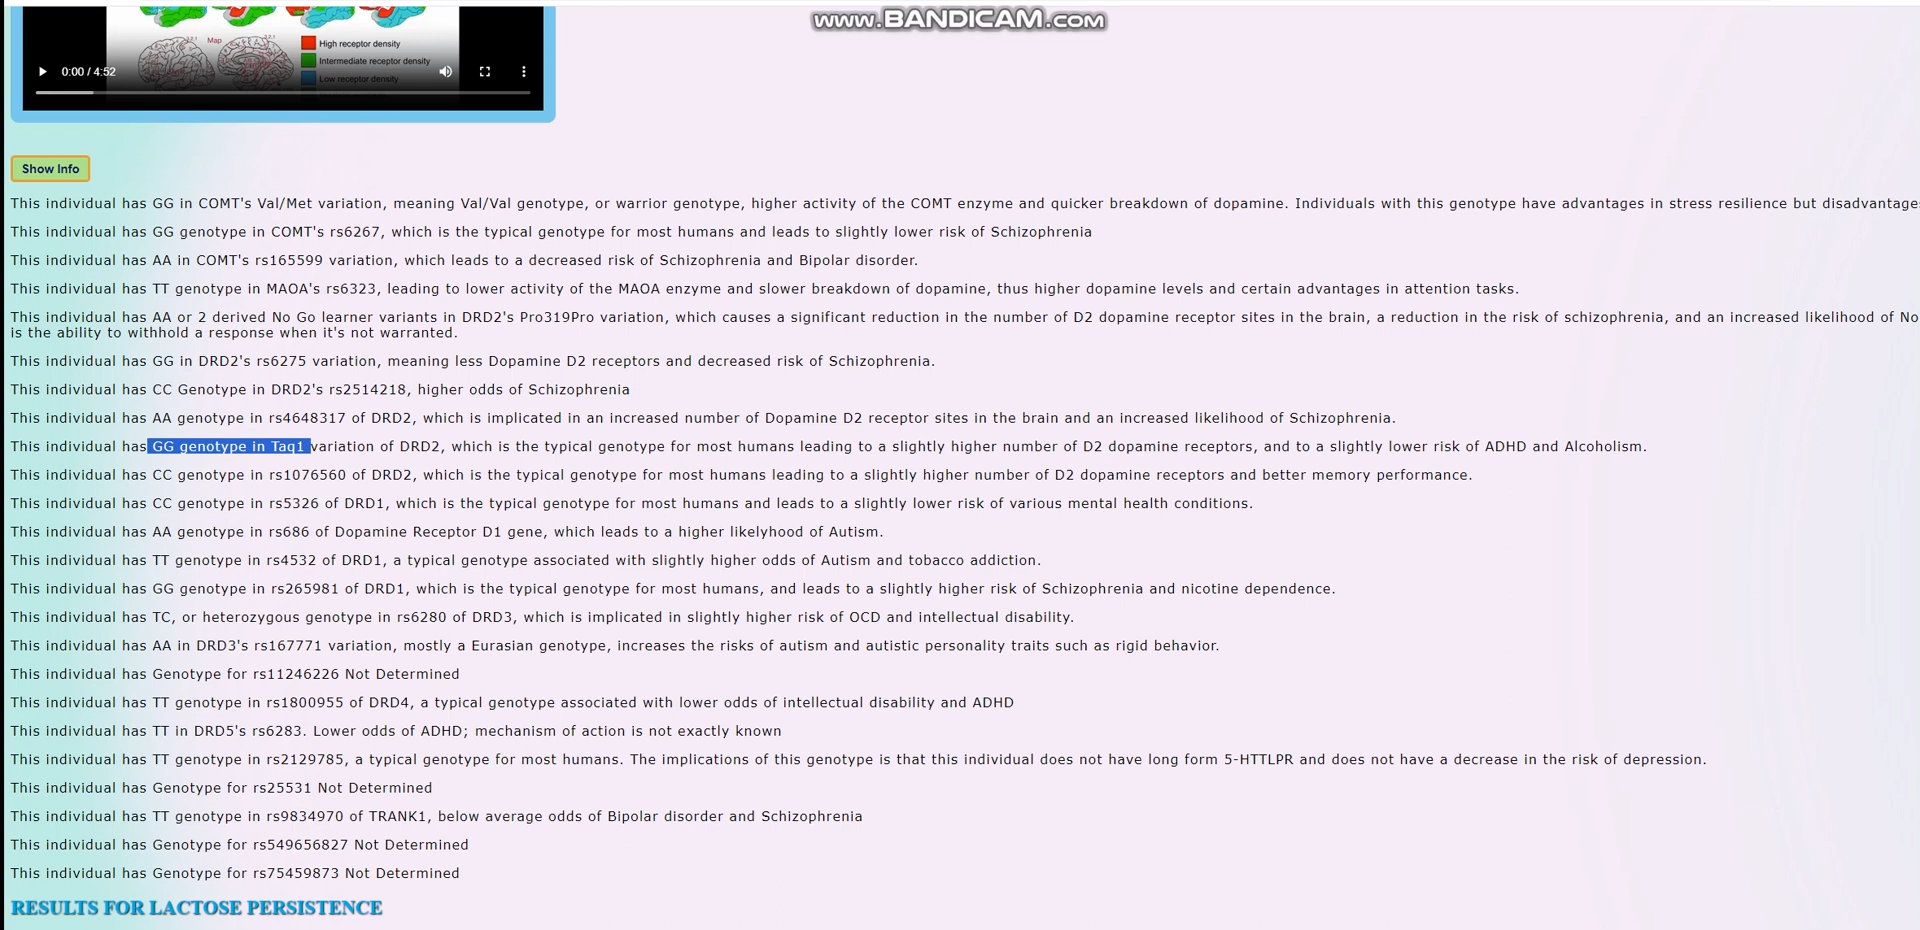 www.BANDICAM.com
Map
High receptor density
Intermediate receptor density
Low receptor density
0:00 / 4:52
Show Info
This individual has GG in COMT's Val/Met variation, meaning Val/Val genotype, or warrior genotype, higher activity of the COMT enzyme and quicker breakdown of dopamine. Individuals with this genotype have advantages in stress resilience but disadvantage
This individual has GG genotype in COMT's rs6267, which is the typical genotype for most humans and leads to slightly lower risk of Schizophrenia
This individual has AA in COMT's rs165599 variation, which leads to a decreased risk of Schizophrenia and Bipolar disorder.
This individual has TT genotype in MAOA's rs6323, leading to lower activity of the MAOA enzyme and slower breakdown of dopamine, thus higher dopamine levels and certain advantages in attention tasks.
This individual has AA or 2 derived No Go learner variants in DRD2's Pro319Pro variation, which causes a significant reduction in the number of D2 dopamine receptor sites in the brain, a reduction in the risk of schizophrenia, and an increased likelihood of No
is the ability to withhold a response when it's not warranted.
This individual has GG in DRD2's rs6275 variation, meaning less Dopamine D2 receptors and decreased risk of Schizophrenia.
This individual has CC Genotype in DRD2's rs2514218, higher odds of Schizophrenia
This individual has AA genotype in rs4648317 of DRD2, which is implicated in an increased number of Dopamine D2 receptor sites in the brain and an increased likelihood of Schizophrenia.
This individual has GG genotype in Taq1 variation of DRD2, which is the typical genotype for most humans leading to a slightly higher number of D2 dopamine receptors, and to a slightly lower risk of ADHD and Alcoholism.
This individual has CC genotype in rs1076560 of DRD2, which is the typical genotype for most humans leading to a slightly higher number of D2 dopamine receptors and better memory performance.
This individual has CC genotype in rs5326 of DRD1, which is the typical genotype for most humans and leads to a slightly lower risk of various mental health conditions.
This individual has AA genotype in rs686 of Dopamine Receptor D1 gene, which leads to a higher likelyhood of Autism.
This individual has TT genotype in rs4532 of DRD1, a typical genotype associated with slightly higher odds of Autism and tobacco addiction.
This individual has GG genotype in rs265981 of DRD1, which is the typical genotype for most humans, and leads to a slightly higher risk of Schizophrenia and nicotine dependence.
This individual has TC, or heterozygous genotype in rs6280 of DRD3, which is implicated in slightly higher risk of OCD and intellectual disability.
This individual has AA in DRD3's rs167771 variation, mostly a Eurasian genotype, increases the risks of autism and autistic personality traits such as rigid behavior.
This individual has Genotype for rs11246226 Not Determined
This individual has TT genotype in rs1800955 of DRD4, a typical genotype associated with lower odds of intellectual disability and ADHD
This individual has TT in DRD5's rs6283. Lower odds of ADHD; mechanism of action is not exactly known
This individual has TT genotype in rs2129785, a typical genotype for most humans. The implications of this genotype is that this individual does not have long form 5-HTTLPR and does not have a decrease in the risk of depression.
This individual has Genotype for rs25531 Not Determined
This individual has TT genotype in rs9834970 of TRANK1, below average odds of Bipolar disorder and Schizophrenia
This individual has Genotype for rs549656827 Not Determined
This individual has Genotype for rs75459873 Not Determined
RESULTS FOR LACTOSE PERSISTENCE